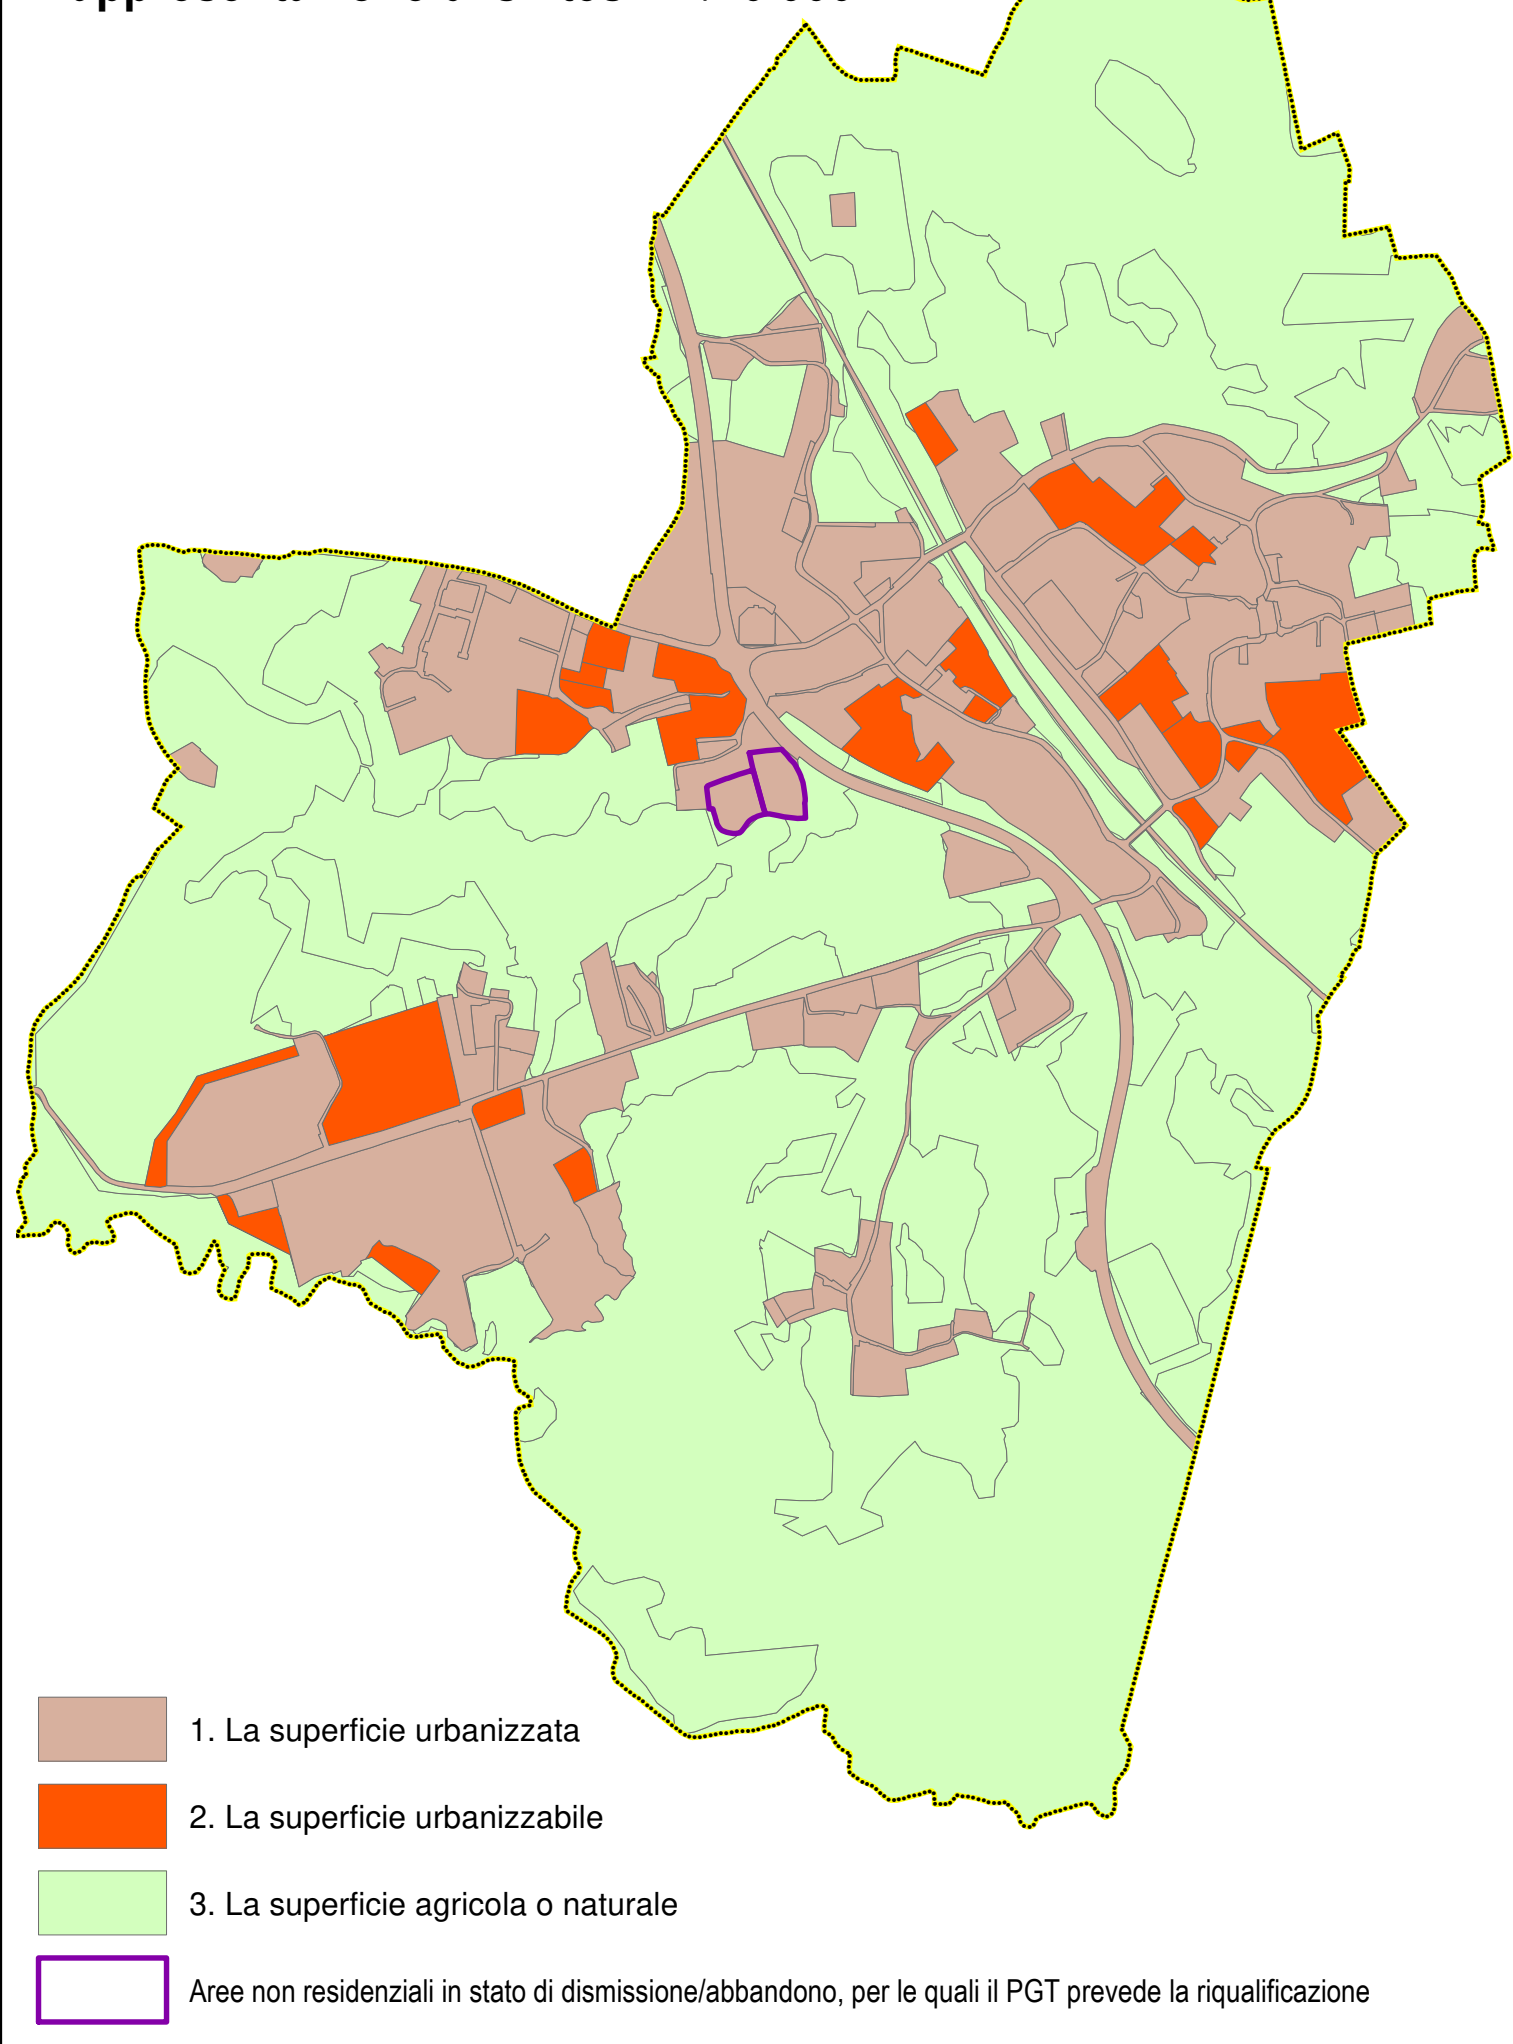 1. La superficie urbanizzata
2. La superficie urbanizzabile
3. La superficie agricola o naturale
Aree non residenziali in stato di dismissione/abbandono, per le quali il PGT prevede la riqualificazione